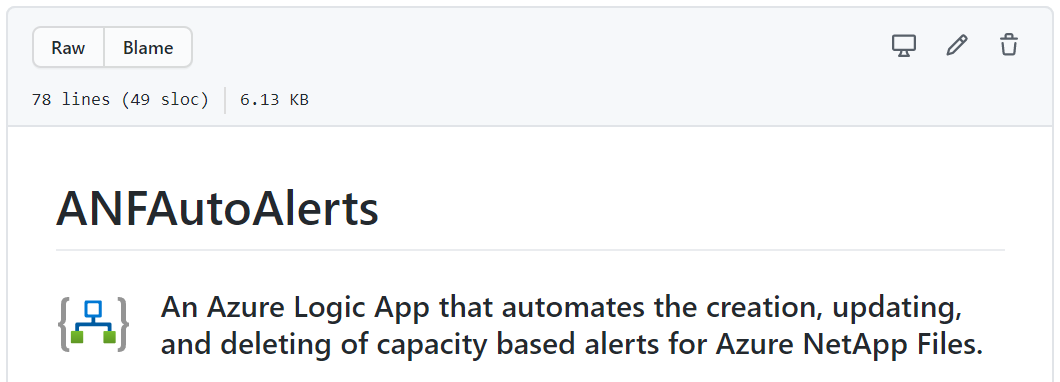 Raw Blame
78 lines (49 sloc) 6.13 KB
ANFAutoAlerts
An Azure Logic App that automates the creation, updating,
and deleting of capacity based alerts for Azure NetApp Files.